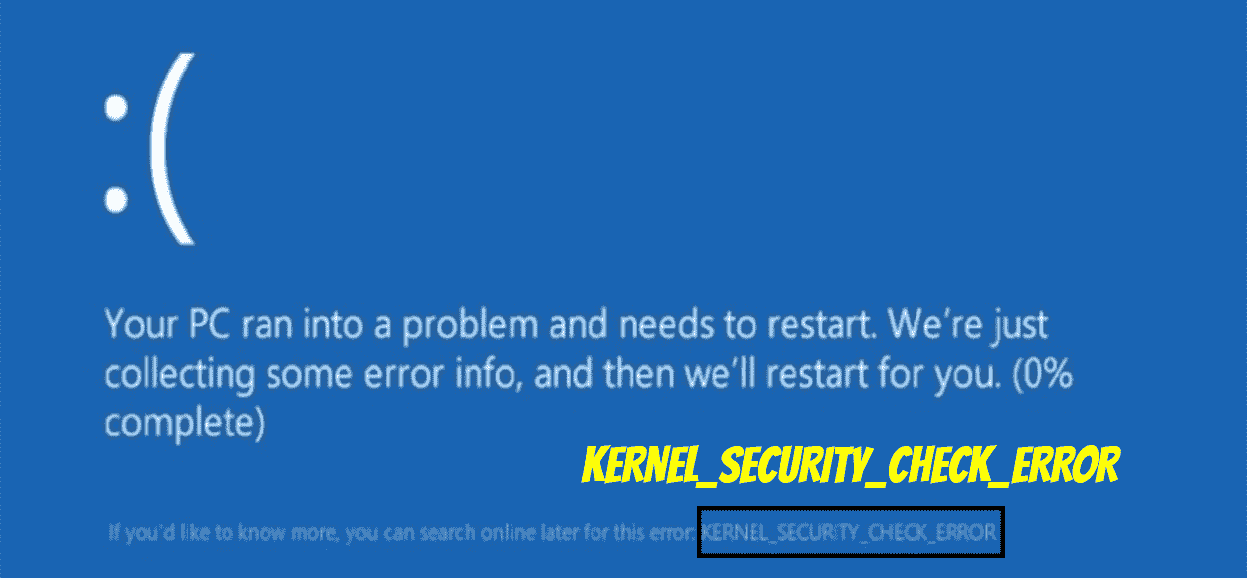 :(
Your PC ran into a problem and needs to restart. We're just
collecting some error info, and then we'll restart for you. (0%
complete)
KERNEL_SECURITY_CHECK_ERROR
If you'd like to know more, you can search online later for this error: KERNEL_SECURITY_CHECK_ERROR